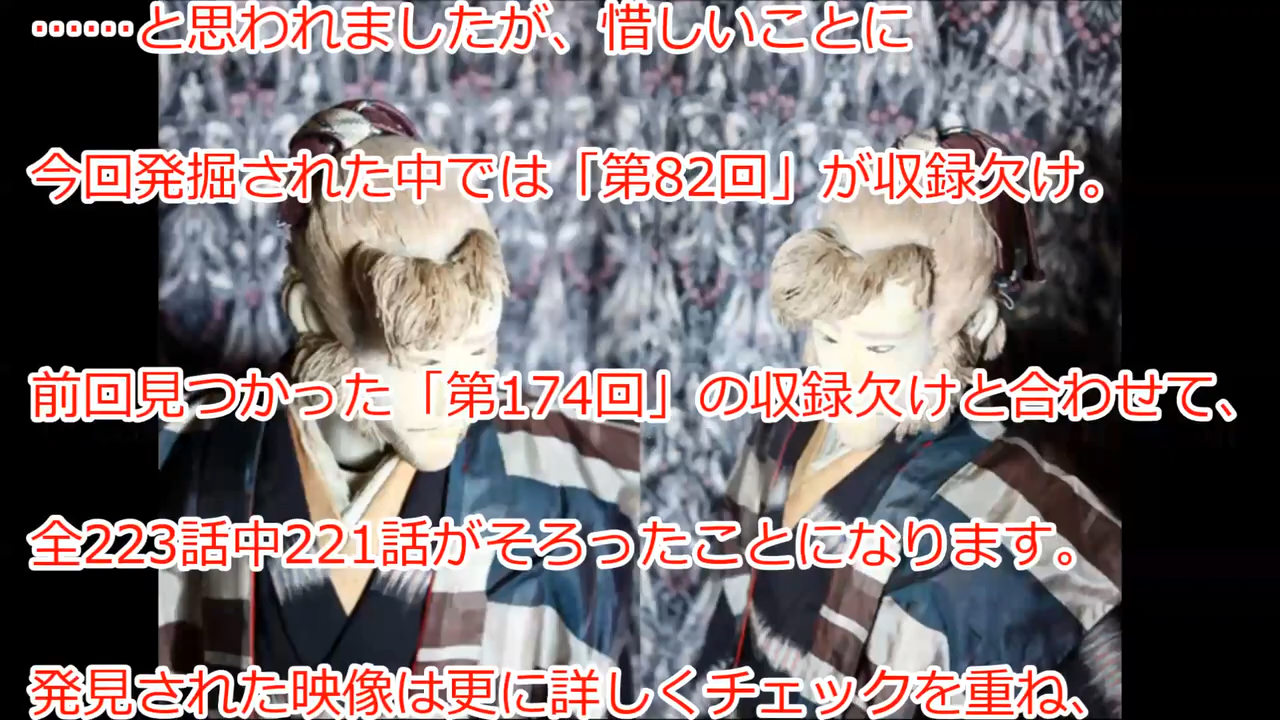 ……と思われましたが、惜しいことに
今回発掘された中では「第82回」が収録欠け。
前回見つかった「第174回」の収録欠けと合わせて、
全223話中221話がそろったことになります。
発見された映像は更に詳しくチェックを重ね、